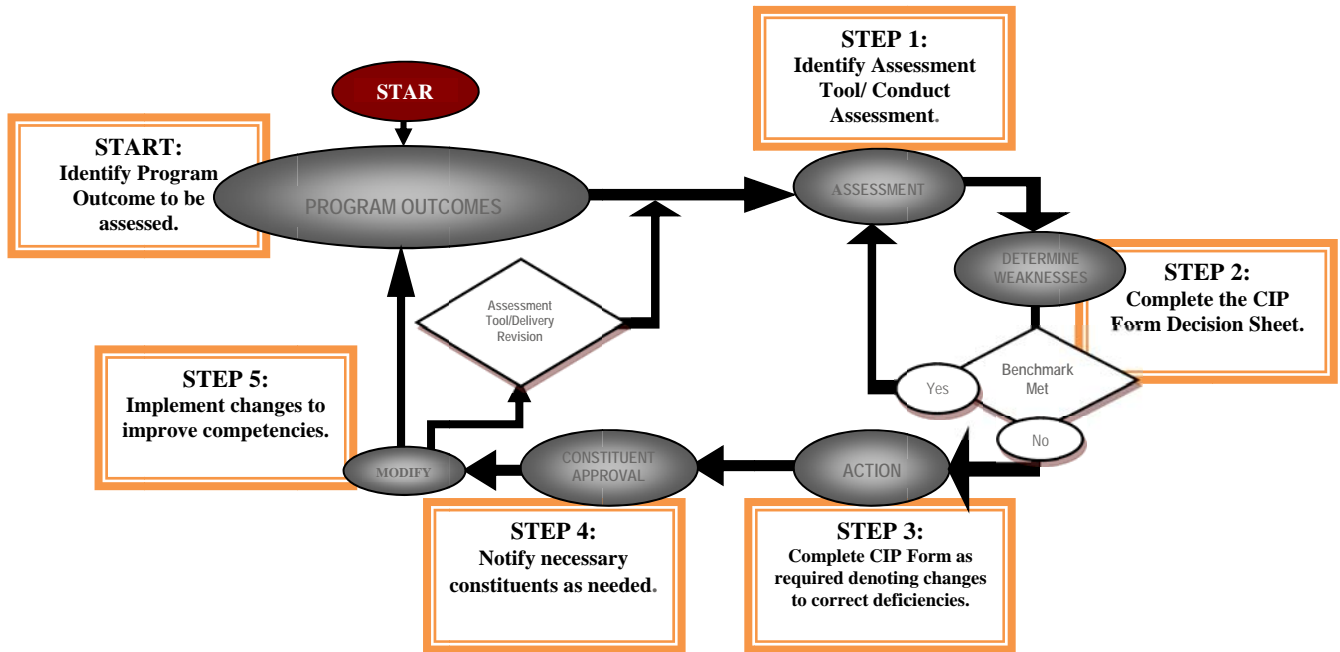 STAR
START:
Identify Program
Outcome to be
assessed.
PROGRAM OUTCOMES
STEP 1:
Identify Assessment
Tool/ Conduct
Assessment.
ASSESSMENT
DETERMINE
WEAKNESSES
STEP 2:
Complete the CIP
Form Decision Sheet.
Benchmark
Met
Yes
No
Assessment
Tool/Delivery
Revision
STEP 5:
Implement changes to
improve competencies.
MODIFY
CONSTITUENT
APPROVAL
ACTION
STEP 4:
Notify necessary
constituents as needed.
STEP 3:
Complete CIP Form as
required denoting changes
to correct deficiencies.